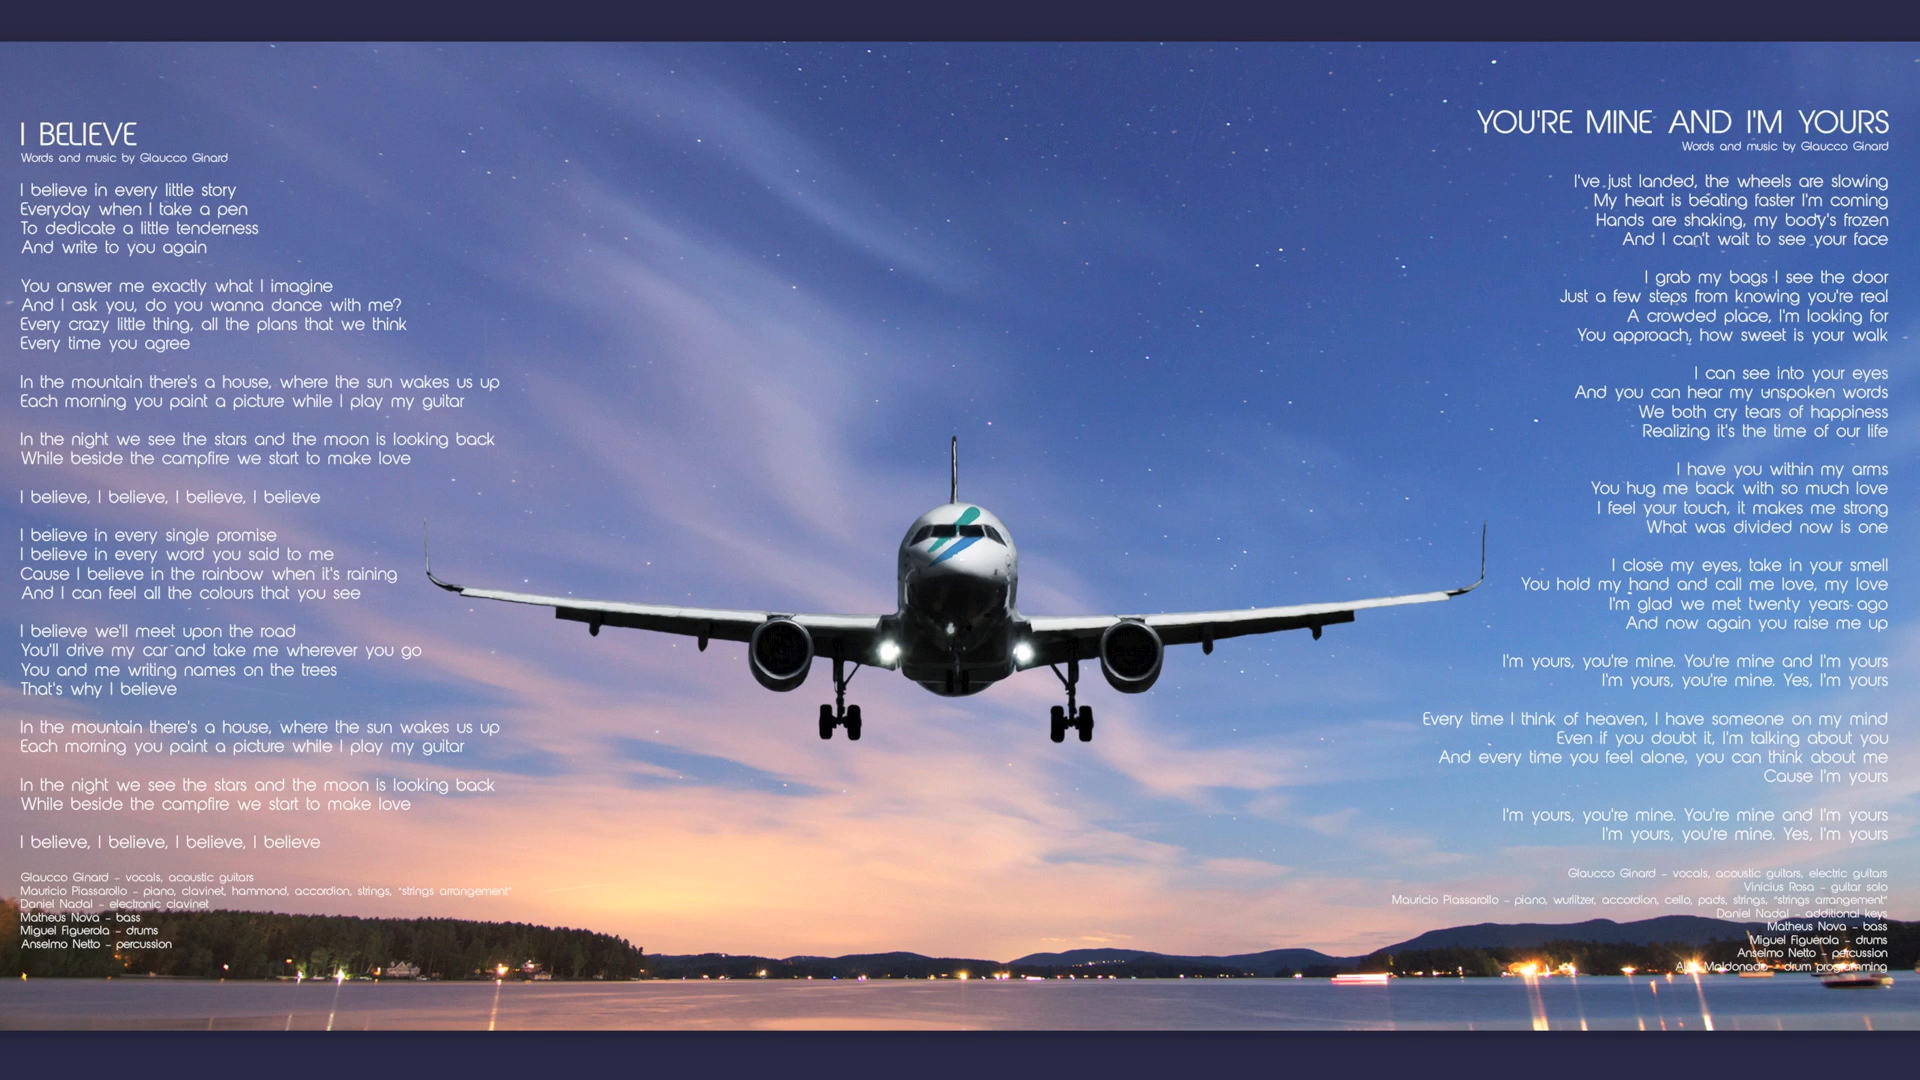 I BELIEVE
Words and music by Glaucco Ginard
I believe in every little story
Everyday when I take a pen
To dedicate a little tenderness
And write to you again
You answer me exactly what I imagine
And I ask you, do you wanna dance with me?
Every crazy little thing, all the plans that we think
Every time you agree
In the mountain there's a house, where the sun wakes us up
Each morning you paint a picture while I play my guitar
In the night we see the stars and the moon is looking back
While beside the campfire we start to make love
I believe, I believe, I believe, I believe
I believe in every single promise
I believe in every word you said to me
Cause I believe in the rainbow when it's raining
And I can feel all the colours that you see
I believe we'll meet upon the road
You'll drive my car and take me wherever you go
You and me writing names on the trees
That's why I believe
In the mountain there's a house, where the sun wakes us up
Each morning you paint a picture while I play my guitar
In the night we see the stars and the moon is looking back
While beside the campfire we start to make love
I believe, I believe, I believe, I believe
Glaucco Ginard – vocals, acoustic guitars
Mauricio Piassarollo – piano, clavinet, hammond, accordion, strings, "strings arrangement"
Daniel Nadal – electronic clavinet
Matheus Nova – bass
Miguel Figuerola – drums
Anselmo Netto – percussion
YOU'RE MINE AND I'M YOURS
Words and music by Glaucco Ginard
I've just landed, the wheels are slowing
My heart is beating faster I'm coming
Hands are shaking, my body's frozen
And I can't wait to see your face
I grab my bags I see the door
Just a few steps from knowing you're real
A crowded place, I'm looking for
You approach, how sweet is your walk
I can see into your eyes
And you can hear my unspoken words
We both cry tears of happiness
Realizing it's the time of our life
I have you within my arms
You hug me back with so much love
I feel your touch, it makes me strong
What was divided now is one
I close my eyes, take in your smell
You hold my hand and call me love, my love
I'm glad we met twenty years ago
And now again you raise me up
I'm yours, you're mine. You're mine and I'm yours
I'm yours, you're mine. Yes, I'm yours
Every time I think of heaven, I have someone on my mind
Even if you doubt it, I'm talking about you
And every time you feel alone, you can think about me
Cause I'm yours
I'm yours, you're mine. You're mine and I'm yours
I'm yours, you're mine. Yes, I'm yours
Glaucco Ginard – vocals, acoustic guitars, electric guitars
Vinicius Rosa – guitar solo
Mauricio Piassarollo – piano, wurlitzer, accordion, cello, pads, strings, "strings arrangement"
Daniel Nadal – additional keys
Matheus Nova – bass
Miguel Figuerola – drums
Anselmo Netto – percussion
Maldonado – drum programming